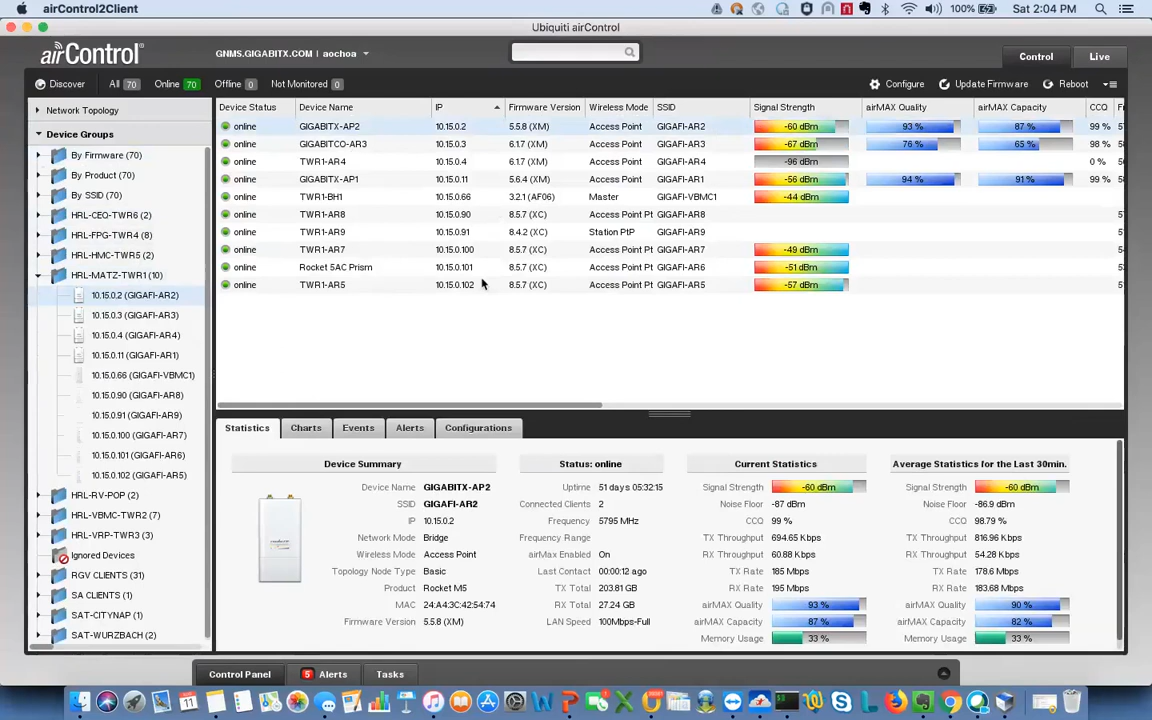 airControl2Client
100%
Sat 2:04 PM
Ubiquiti airControl
airControl
GNMS.GIGABITX.COM | aochoa
Control
Live
Discover
All 70
Online 70
Offline 0
Not Monitored 0
Configure
Update Firmware
Reboot
Network Topology
Device Groups
By Firmware (70)
By Product (70)
By SSID (70)
HRL-CEQ-TWR6 (2)
HRL-FPG-TWR4 (8)
HRL-HMC-TWR5 (2)
HRL-MATZ-TWR1 (10)
10.15.0.2 (GIGAFI-AR2)
10.15.0.3 (GIGAFI-AR3)
10.15.0.4 (GIGAFI-AR4)
10.15.0.11 (GIGAFI-AR1)
10.15.0.66 (GIGAFI-VBMC1)
10.15.0.90 (GIGAFI-AR8)
10.15.0.91 (GIGAFI-AR9)
10.15.0.100 (GIGAFI-AR7)
10.15.0.101 (GIGAFI-AR6)
10.15.0.102 (GIGAFI-AR5)
HRL-RV-POP (2)
HRL-VBMC-TWR2 (7)
HRL-VRP-TWR3 (3)
Ignored Devices
RGV CLIENTS (31)
SA CLIENTS (1)
SAT-CITYNAP (1)
SAT-WURZBACH (2)
Device Status Device Name IP Firmware Version Wireless Mode SSID Signal Strength airMAX Quality airMAX Capacity CCQ
online GIGABITX-AP2 10.15.0.2 5.5.8 (XM) Access Point GIGAFI-AR2 -60 dBm 93 % 87 % 99 %
online GIGABITCO-AR3 10.15.0.3 6.1.7 (XM) Access Point GIGAFI-AR3 -67 dBm 76 % 65 % 98 %
online TWR1-AR4 10.15.0.4 6.1.7 (XM) Access Point GIGAFI-AR4 -96 dBm 0 %
online GIGABITX-AP1 10.15.0.11 5.6.4 (XM) Access Point GIGAFI-AR1 -56 dBm 94 % 91 % 99 %
online TWR1-BH1 10.15.0.66 3.2.1 (AF06) Master GIGAFI-VBMC1 -44 dBm
online TWR1-AR8 10.15.0.90 8.5.7 (XC) Access Point Pt GIGAFI-AR8
online TWR1-AR9 10.15.0.91 8.4.2 (XC) Station PtP GIGAFI-AR9
online TWR1-AR7 10.15.0.100 8.5.7 (XC) Access Point Pt GIGAFI-AR7 -49 dBm
online Rocket 5AC Prism 10.15.0.101 8.5.7 (XC) Access Point Pt GIGAFI-AR6 -51 dBm
online TWR1-AR5 10.15.0.102 8.5.7 (XC) Access Point Pt GIGAFI-AR5 -57 dBm
Statistics Charts Events Alerts Configurations
Device Summary
Device Name GIGABITX-AP2
SSID GIGAFI-AR2
IP 10.15.0.2
Network Mode Bridge
Wireless Mode Access Point
Topology Node Type Basic
Product Rocket M5
MAC 24:A4:3C:42:54:74
Firmware Version 5.5.8 (XM)
Status: online
Uptime 51 days 05:32:15
Connected Clients 2
Frequency 5795 MHz
Frequency Range
airMax Enabled On
Last Contact 00:00:12 ago
TX Total 203.81 GB
RX Total 27.24 GB
LAN Speed 100Mbps-Full
Current Statistics
Signal Strength -60 dBm
Noise Floor -87 dBm
CCQ 99 %
TX Throughput 694.65 Kbps
RX Throughput 60.88 Kbps
TX Rate 185 Mbps
RX Rate 195 Mbps
airMAX Quality 93 %
airMAX Capacity 87 %
Memory Usage 33 %
Average Statistics for the Last 30min.
Signal Strength -60 dBm
Noise Floor -86.9 dBm
CCQ 98.79 %
TX Throughput 816.96 Kbps
RX Throughput 54.28 Kbps
TX Rate 178.6 Mbps
RX Rate 183.68 Mbps
airMAX Quality 90 %
airMAX Capacity 82 %
Memory Usage 33 %
Control Panel
5 Alerts
Tasks